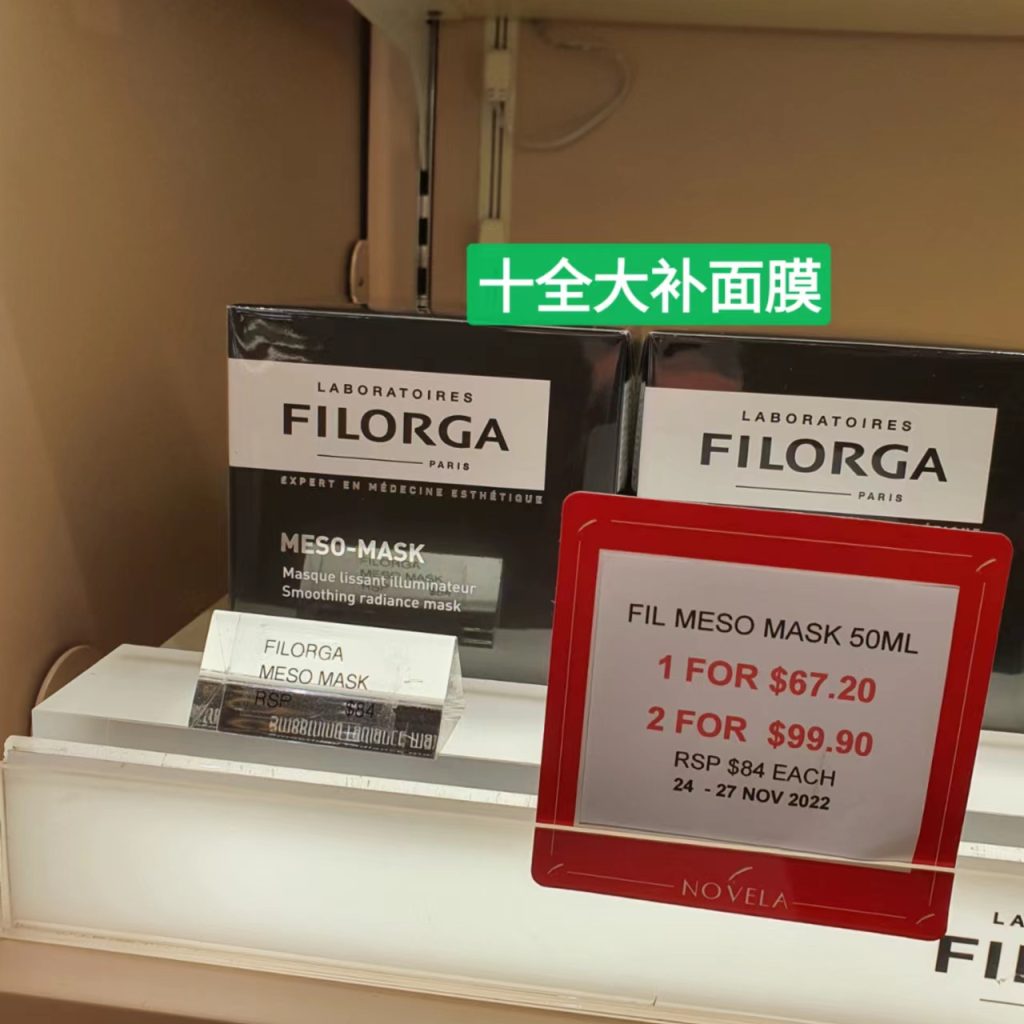 十全大补面膜
LABORATOIRES
FILORGA
PARIS
EXPERT EN MÉDECINE ESTHÉTIQUE
MESO-MASK
Masque lissant illuminateur
Smoothing radiance mask
LABORATOIRES
FILORGA
PARIS
FILORGA
MESO MASK
RSP $84
FIL MESO MASK 50ML
1 FOR $67.20
2 FOR $99.90
RSP $84 EACH
24 - 27 NOV 2022
NOVELA